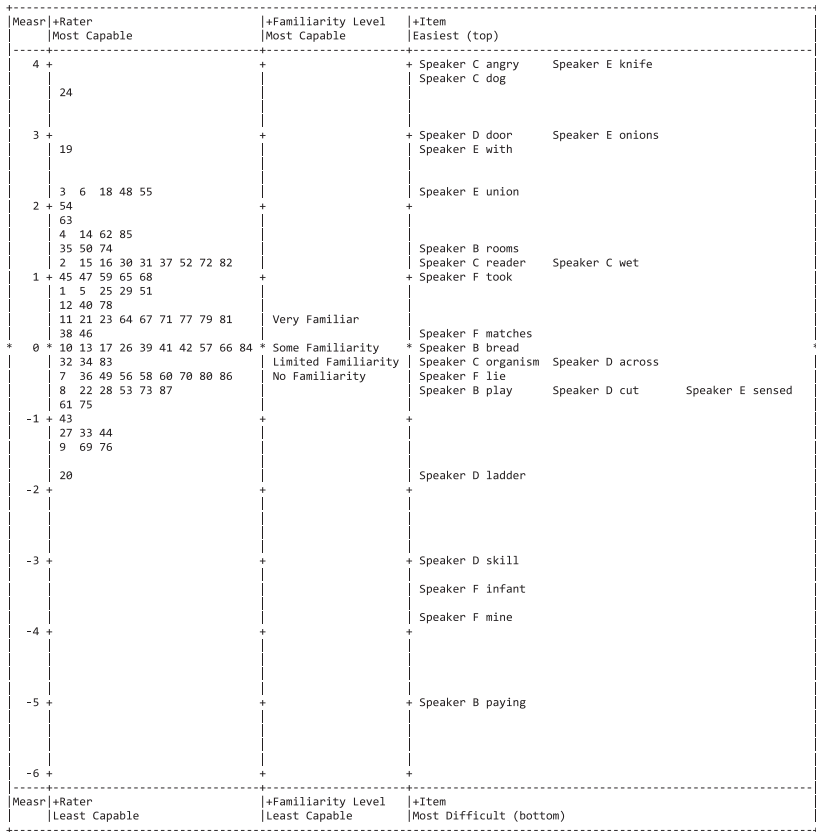 Measr +Rater +Familiarity Level +Item
Most Capable Most Capable Easiest (top)
4 Speaker C angry Speaker E knife
Speaker C dog
24
3 Speaker D door Speaker E onions
19 Speaker E with
3 6 18 48 55 Speaker E union
2 54
63
4 14 62 85
35 50 74 Speaker B rooms
2 15 16 30 31 37 52 72 82 Speaker C reader Speaker C wet
1 45 47 59 65 68 Speaker F took
1 5 25 29 51
12 40 78
11 21 23 64 67 71 77 79 81 Very Familiar
38 46 Speaker F matches
* 0 * 10 13 17 26 39 41 42 57 66 84 * Some Familiarity * Speaker B bread *
32 34 83 Limited Familiarity Speaker C organism Speaker D across
7 36 49 56 58 60 70 80 86 No Familiarity Speaker F lie
8 22 28 53 73 87 Speaker B play Speaker D cut Speaker E sensed
61 75
-1 43
27 33 44
9 69 76
20 Speaker D ladder
-2
-3 Speaker D skill
Speaker F infant
Speaker F mine
-4
-5 Speaker B paying
-6
Measr +Rater +Familiarity Level +Item
Least Capable Least Capable Most Difficult (bottom)